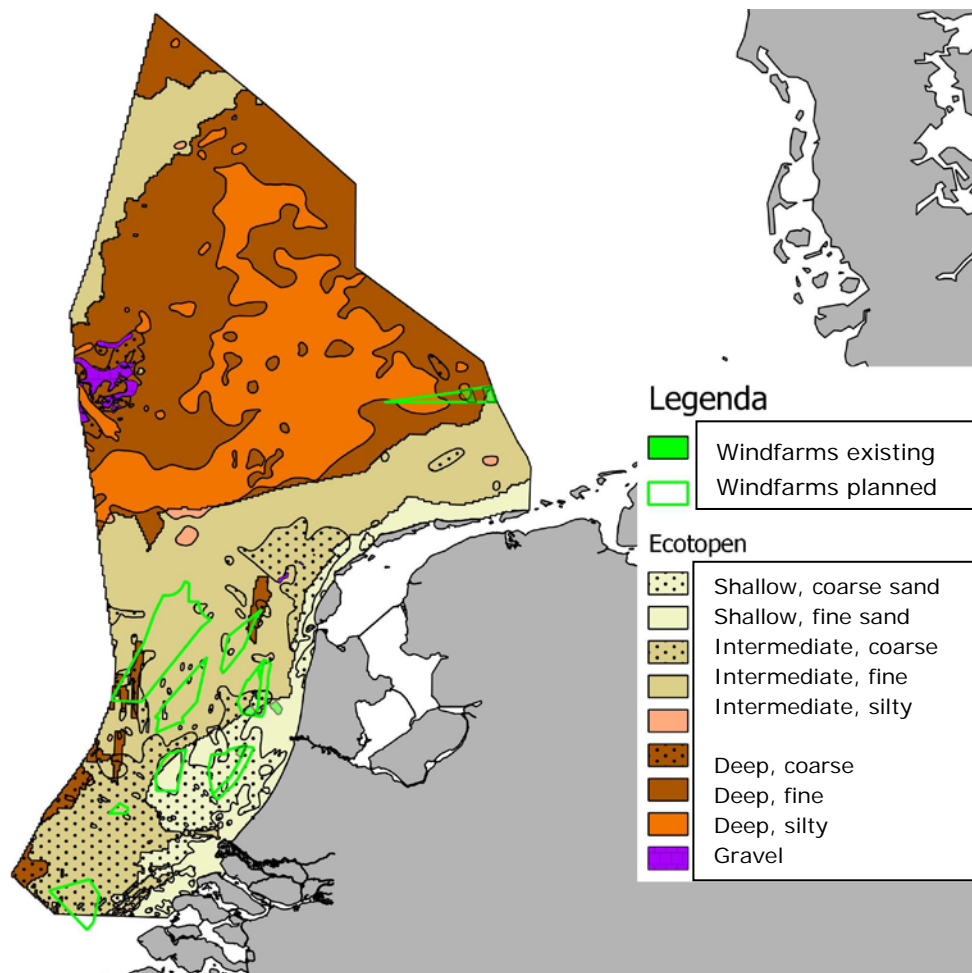 Legenda
Windfarms existing
Windfarms planned
Ecotopen
Shallow, coarse sand
Shallow, fine sand
Intermediate, coarse
Intermediate, fine
Intermediate, silty
Deep, coarse
Deep, fine
Deep, silty
Gravel